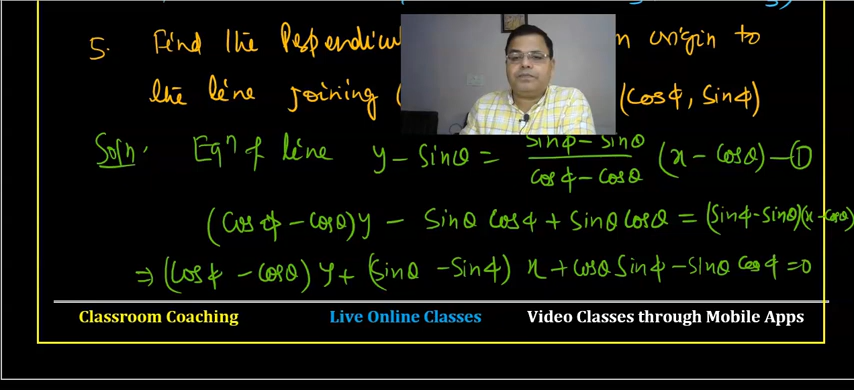 5. Find the Perpendicul origin to
the line joining ( (Cosϕ, Sinϕ)
Soln. Eqⁿ of line y - Sinθ = (Sinϕ - Sinθ)/(Cosϕ - Cosθ) (x - Cosθ) - ①
(Cosϕ - Cosθ)y - Sinθ Cosϕ + Sinθ Cosθ = (Sinϕ - Sinθ)(x - Cosθ)
⇒ (Cosϕ - Cosθ) y + (Sinθ - Sinϕ) x + Cosθ Sinϕ - Sinθ Cosϕ = 0
Classroom Coaching Live Online Classes Video Classes through Mobile Apps